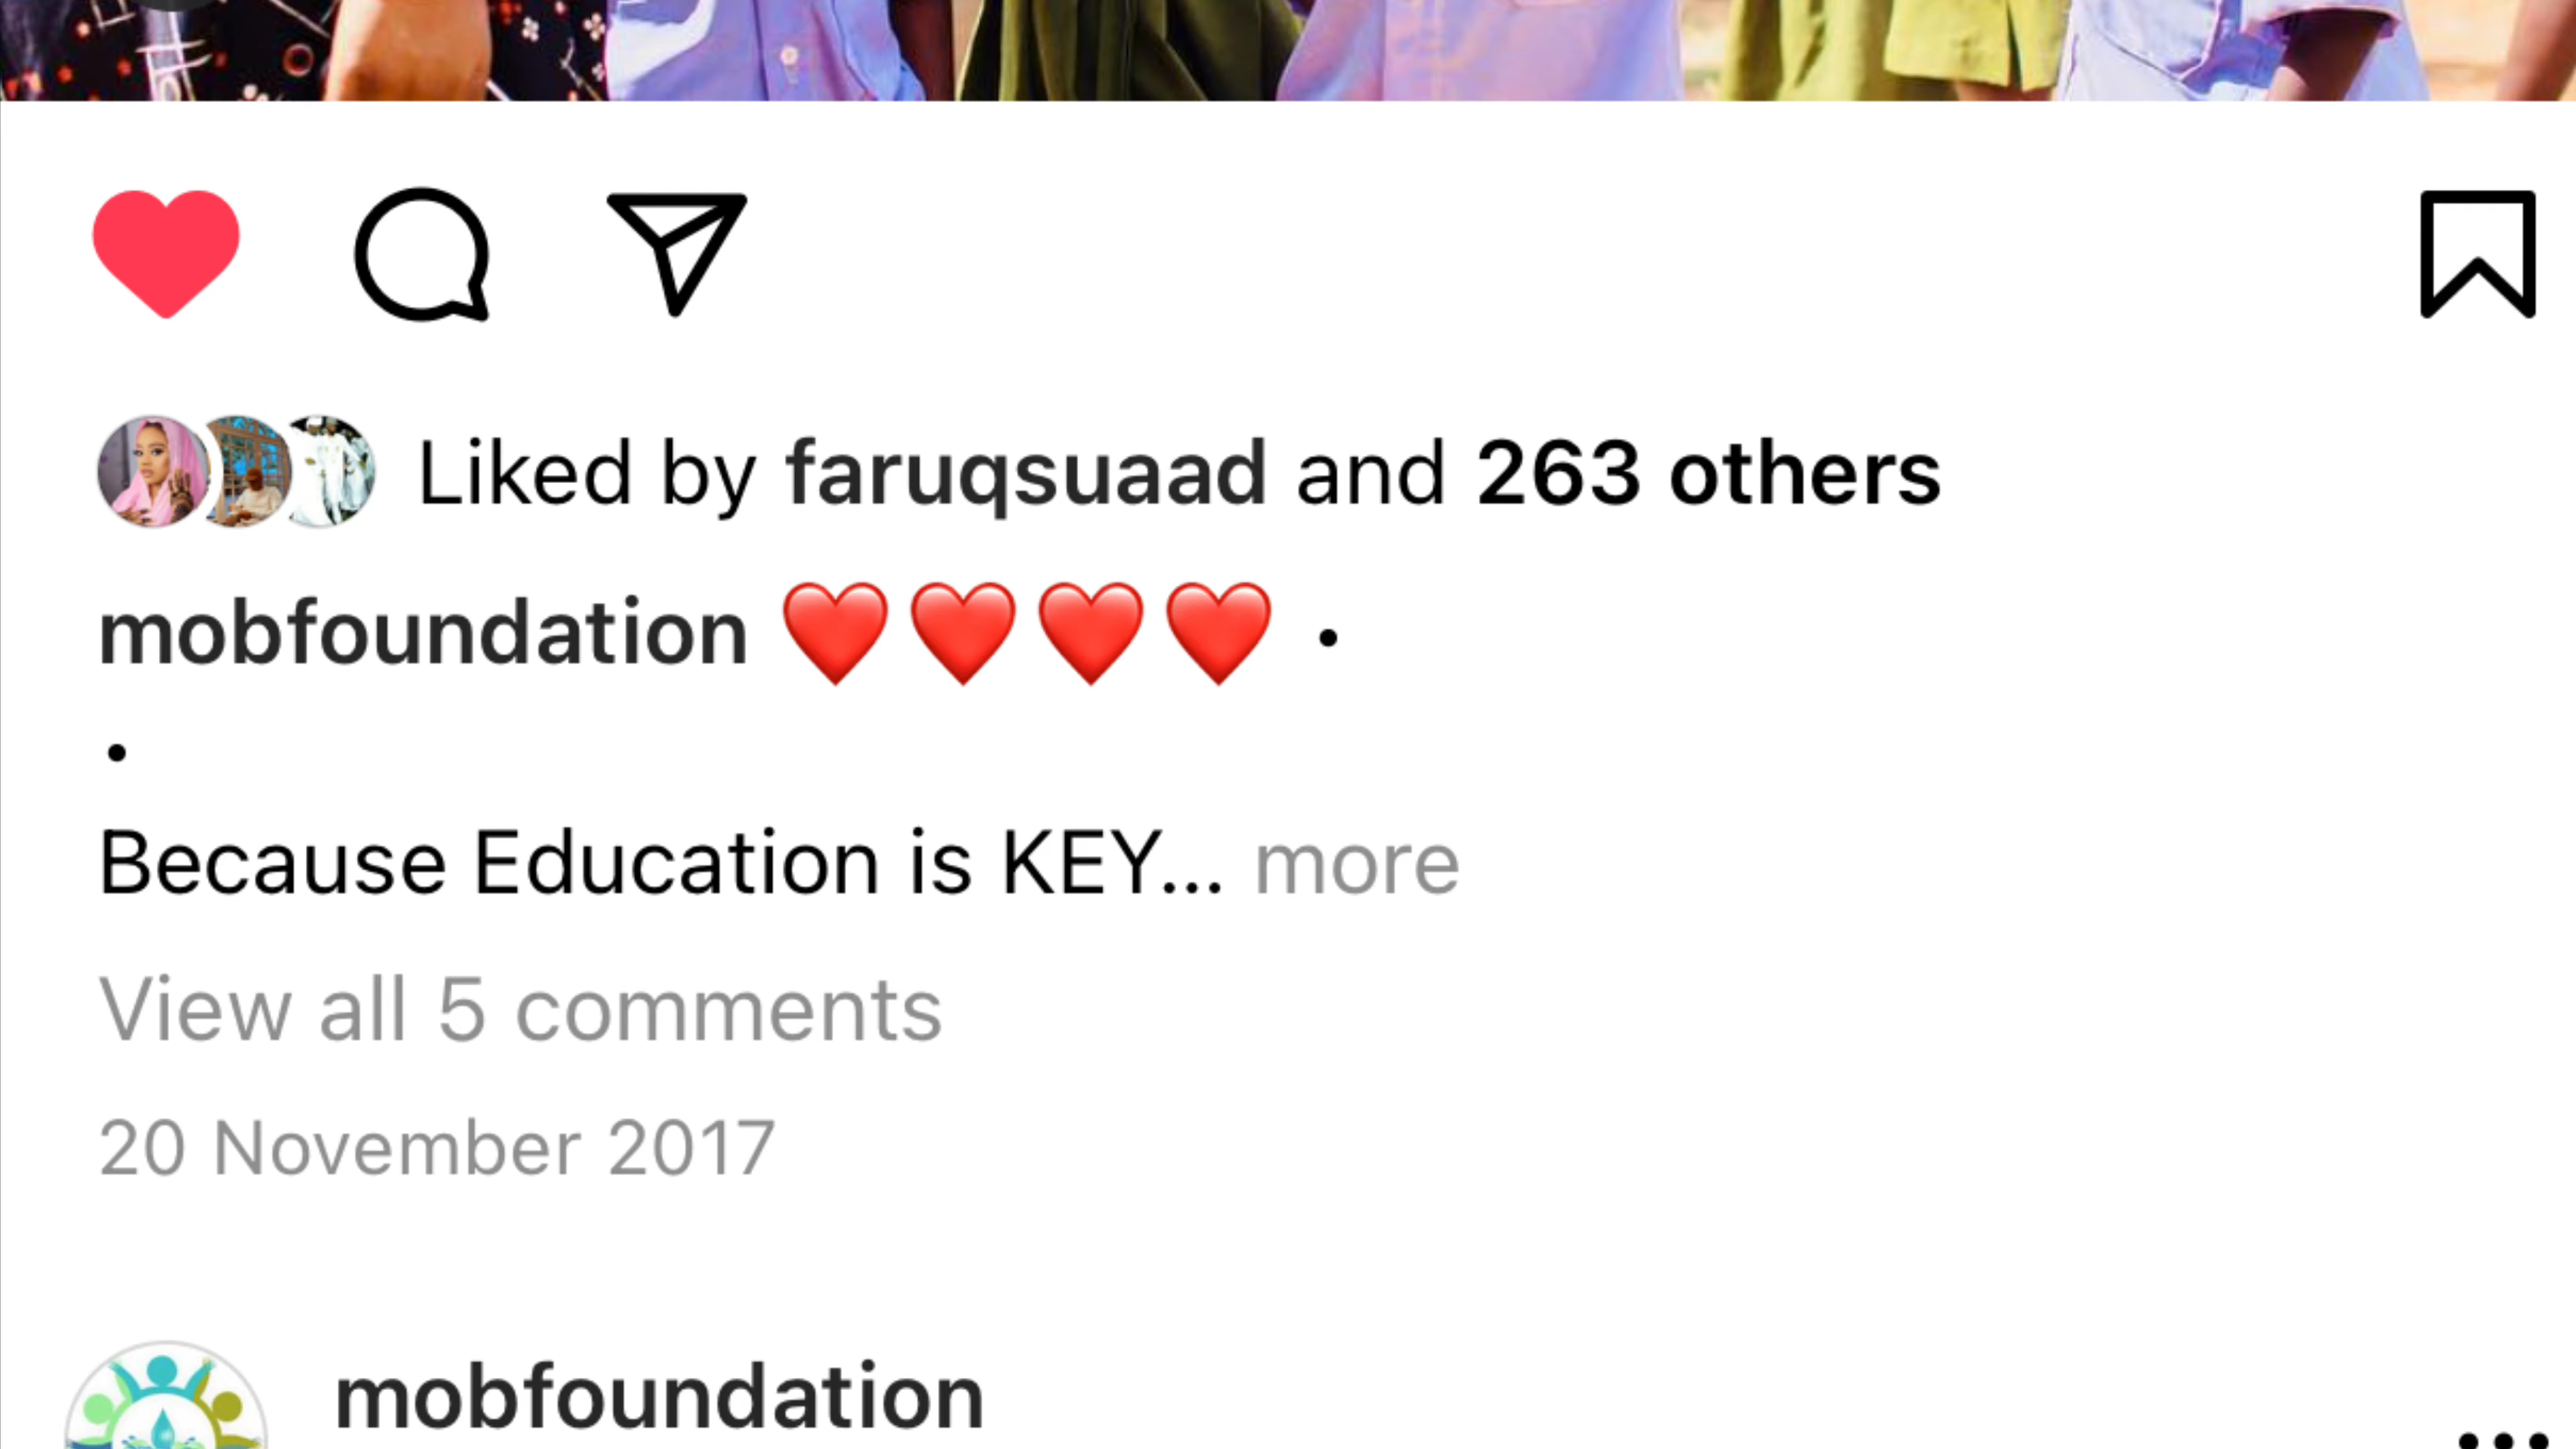 Liked by faruqsuaad and 263 others
mobfoundation ❤️❤️❤️❤️ •
•
Because Education is KEY... more
View all 5 comments
20 November 2017
mobfoundation